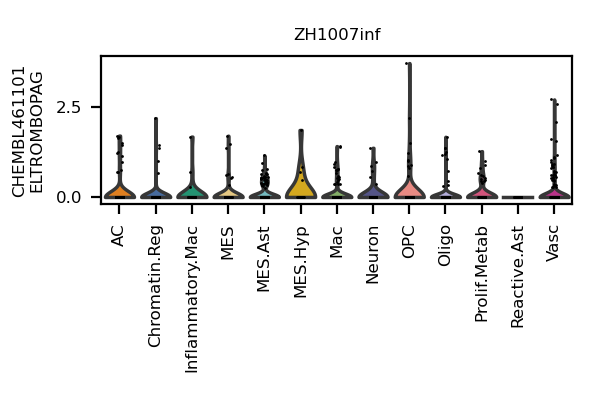 ZH1007inf
CHEMBL461101
ELTROMBOPAG
2.5
0.0
AC
Chromatin.Reg
Inflammatory.Mac
MES
MES.Ast
MES.Hyp
Mac
Neuron
OPC
Oligo
Prolif.Metab
Reactive.Ast
Vasc